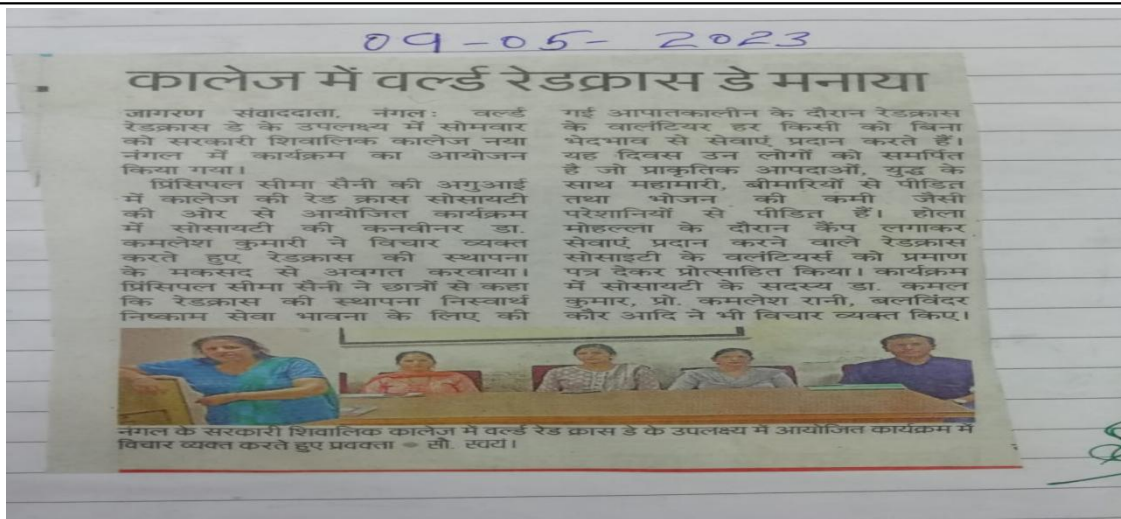 09-05-2023
कालेज में वर्ल्ड रेडक्रास डे मनाया
जागरण संवाददाता, नंगल: वर्ल्ड
रेडक्रास डे के उपलक्ष्य में सोमवार
को सरकारी शिवालिक कालेज नया
नंगल में कार्यक्रम का आयोजन
किया गया।
प्रिंसिपल सीमा सैनी की अगुआई
में कालेज की रेड क्रास सोसायटी
की ओर से आयोजित कार्यक्रम
में सोसायटी की कनवीनर डा.
कमलेश कुमारी ने विचार व्यक्त
करते हुए रेडक्रास की स्थापना
के मकसद से अवगत करवाया।
प्रिंसिपल सीमा सैनी ने छात्रों से कहा
कि रेडक्रास की स्थापना निस्वार्थ
निष्काम सेवा भावना के लिए की
गई आपातकालीन के दौरान रेडक्रास
के वालंटियर हर किसी को बिना
भेदभाव से सेवाएं प्रदान करते हैं।
यह दिवस उन लोगों को समर्पित
है जो प्राकृतिक आपदाओं, युद्ध के
साथ महामारी, बीमारियों से पीडि़त
तथा भोजन की कमी जैसी
परेशानियों से पीडि़त हैं। होला
मोहल्ला के दौरान कैंप लगाकर
सेवाएं प्रदान करने वाले रेडक्रास
सोसाइटी के वलंटियर्स को प्रमाण
पत्र देकर प्रोत्साहित किया। कार्यक्रम
में सोसायटी के सदस्य डा. कमल
कुमार, प्रो. कमलेश रानी, बलविंदर
कौर आदि ने भी विचार व्यक्त किए।
नंगल के सरकारी शिवालिक कालेज में वर्ल्ड रेड क्रास डे के उपलक्ष्य में आयोजित कार्यक्रम में
विचार व्यक्त करते हुए प्रवक्ता ● सौ. स्वयं।